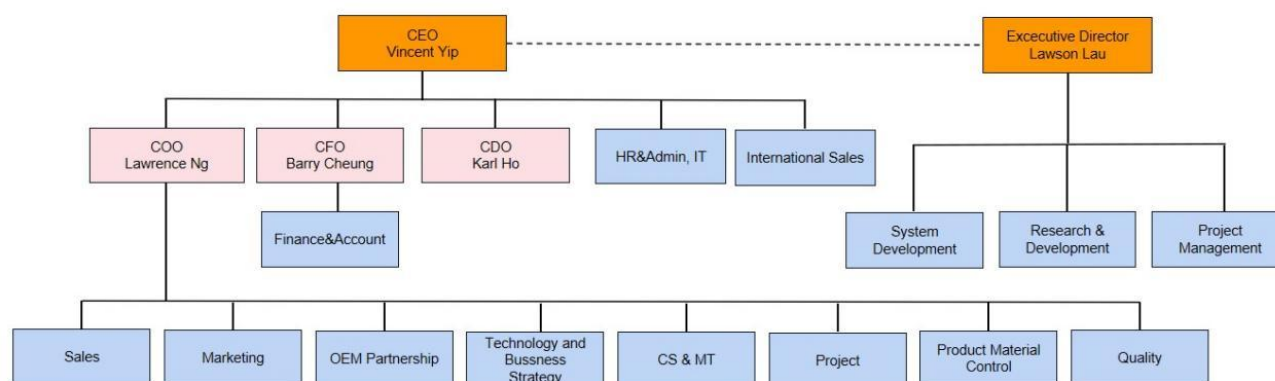 CEO
Vincent Yip
Excecutive Director
Lawson Lau
COO
Lawrence Ng
CFO
Barry Cheung
CDO
Karl Ho
HR&Admin, IT
International Sales
Finance&Account
System
Development
Research &
Development
Project
Management
Sales
Marketing
OEM Partnership
Technology and
Bussness
Strategy
CS & MT
Project
Product Material
Control
Quality